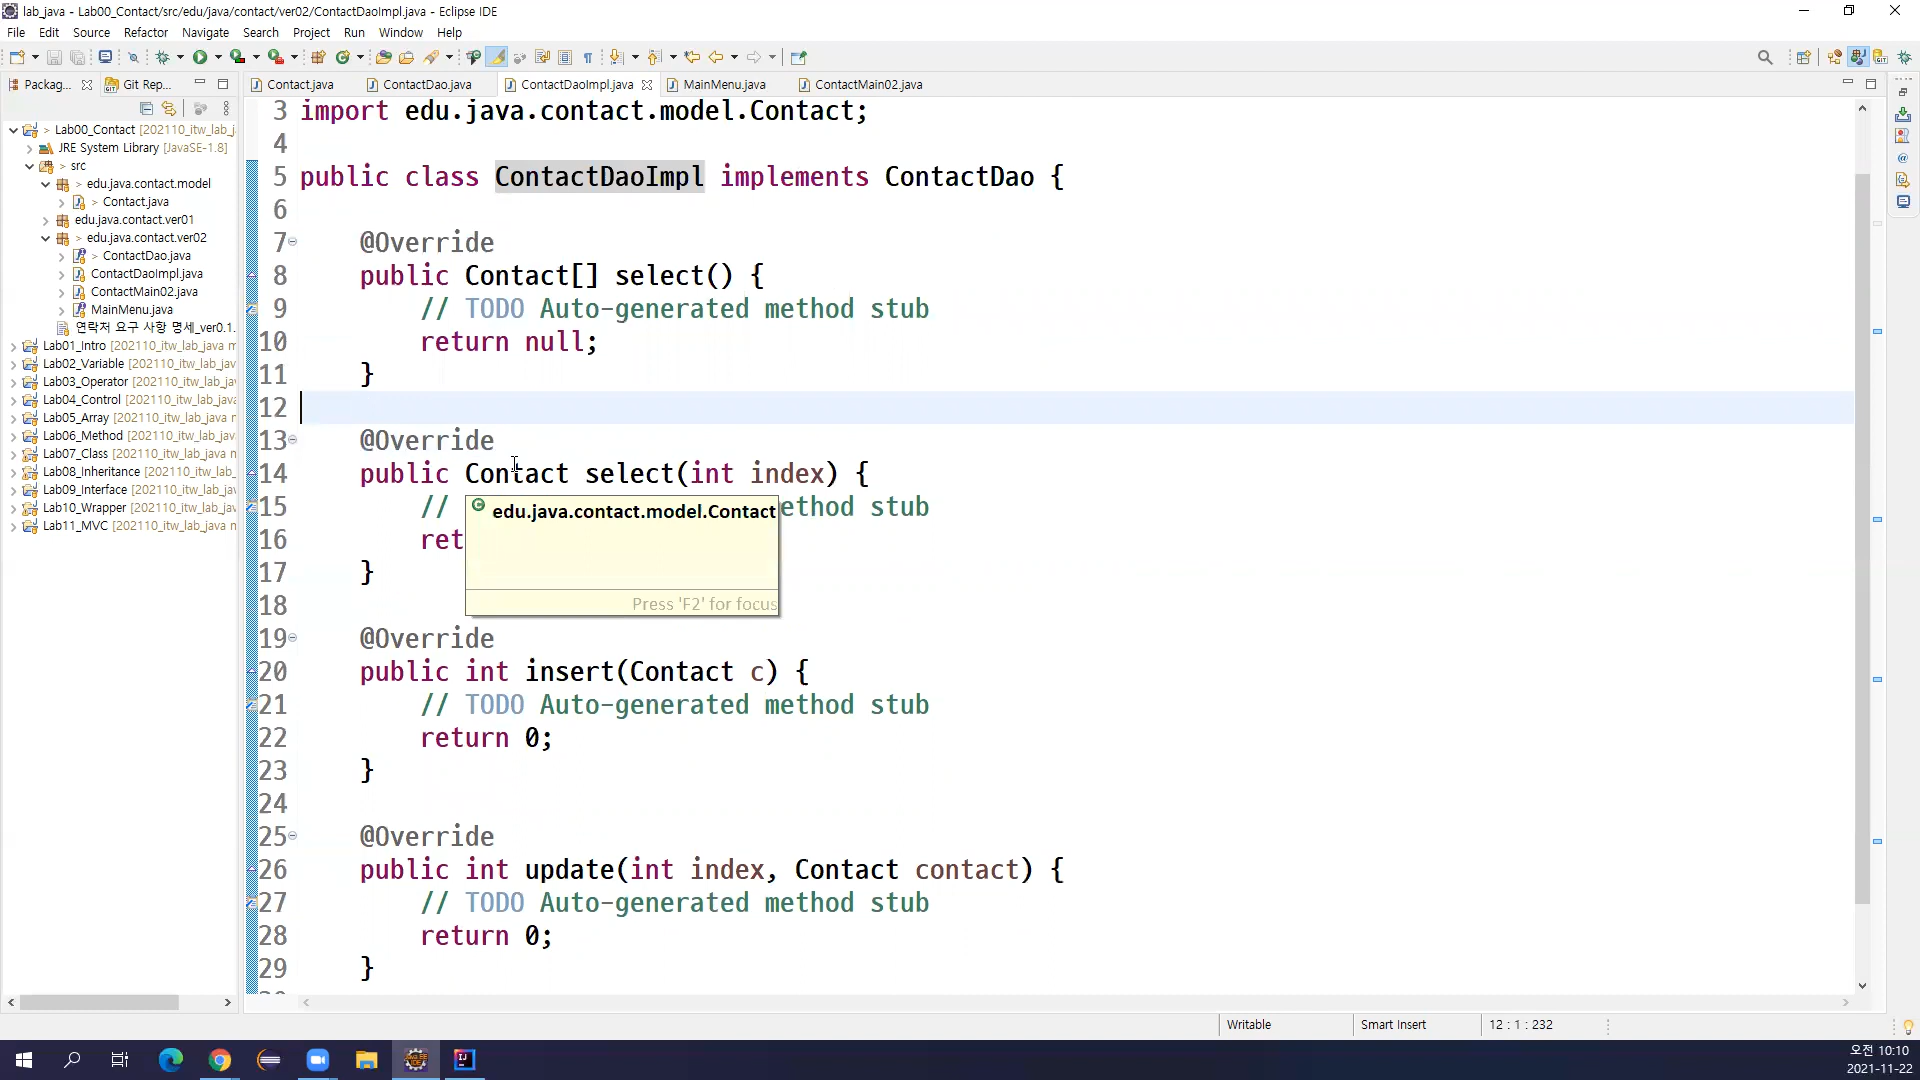 lab_java - Lab00_Contact/src/edu/java/contact/ver02/ContactDaoImpl.java - Eclipse IDE
File Edit Source Refactor Navigate Search Project Run Window Help
Packag... Git Rep...
Contact.java ContactDao.java ContactDaoImpl.java MainMenu.java ContactMain02.java
> Lab00_Contact [202110_itw_lab_j
JRE System Library [JavaSE-1.8]
> src
> edu.java.contact.model
> Contact.java
edu.java.contact.ver01
> edu.java.contact.ver02
> ContactDao.java
ContactDaoImpl.java
ContactMain02.java
MainMenu.java
연락처 요구 사항 명세_ver0.1.
Lab01_Intro [202110_itw_lab_java m
Lab02_Variable [202110_itw_lab_jav
Lab03_Operator [202110_itw_lab_jav
Lab04_Control [202110_itw_lab_java
Lab05_Array [202110_itw_lab_java r
Lab06_Method [202110_itw_lab_java
Lab07_Class [202110_itw_lab_java m
Lab08_Inheritance [202110_itw_lab_
Lab09_Interface [202110_itw_lab_jav
Lab10_Wrapper [202110_itw_lab_jav
Lab11_MVC [202110_itw_lab_java m
3 import edu.java.contact.model.Contact;
4
5 public class ContactDaoImpl implements ContactDao {
6
7 @Override
8 public Contact[] select() {
9 // TODO Auto-generated method stub
10 return null;
11 }
12
13 @Override
14 public Contact select(int index) {
15 // ethod stub
16 ret
17 }
18
edu.java.contact.model.Contact
Press 'F2' for focus
19 @Override
20 public int insert(Contact c) {
21 // TODO Auto-generated method stub
22 return 0;
23 }
24
25 @Override
26 public int update(int index, Contact contact) {
27 // TODO Auto-generated method stub
28 return 0;
29 }
Writable Smart Insert 12 : 1 : 232
오전 10:10
2021-11-22